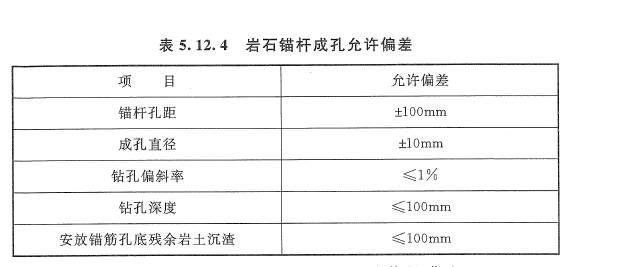 表 5.12.4 岩石锚杆成孔允许偏差
项 目 允许偏差
锚杆孔距 ±100mm
成孔直径 ±10mm
钻孔偏斜率 ≤1%
钻孔深度 ≤100mm
安放锚筋孔底残余岩土沉渣 ≤100mm